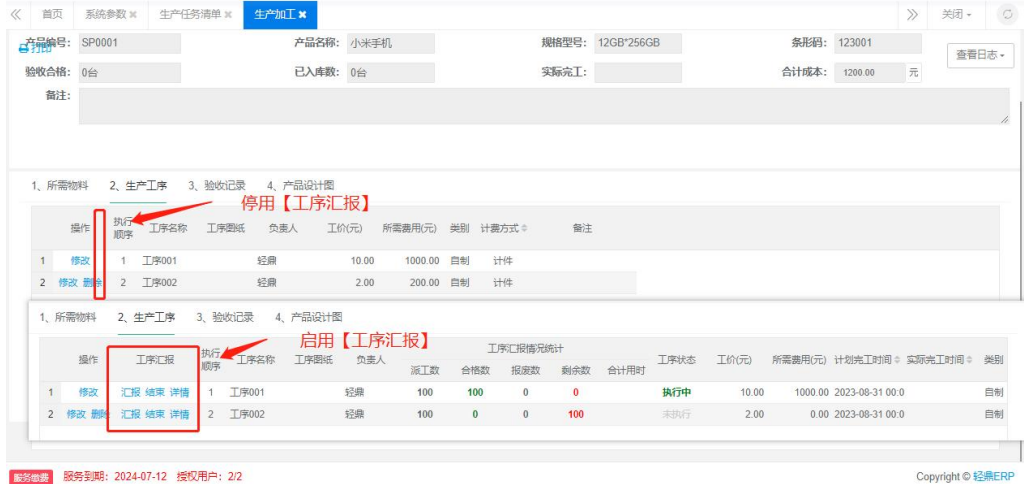 首页 系统参数 生产任务清单 生产加工 关闭
打印
产品编号: SP0001 产品名称: 小米手机 规格型号: 12GB*256GB 条形码: 123001
查看日志
验收合格: 0台 已入库数: 0台 实际完工: 合计成本: 1200.00 元
备注:
1、所需物料 2、生产工序 3、验收记录 4、产品设计图
停用【工序汇报】
操作 执行顺序 工序名称 工序图纸 负责人 工价(元) 所需费用(元) 类别 计费方式 备注
1 修改 1 工序001 轻鼎 10.00 1000.00 自制 计件
2 修改 删除 2 工序002 轻鼎 2.00 200.00 自制 计件
1、所需物料 2、生产工序 3、验收记录 4、产品设计图
启用【工序汇报】
操作 工序汇报 执行顺序 工序名称 工序图纸 负责人 工序汇报情况统计 工序状态 工价(元) 所需费用(元) 计划完工时间 实际完工时间 类别
派工数 合格数 报废数 剩余数 合计用时
1 修改 汇报 结束 详情 1 工序001 轻鼎 100 100 0 0 执行中 10.00 1000.00 2023-08-31 00:0 自制
2 修改 删除 汇报 结束 详情 2 工序002 轻鼎 100 0 0 100 未执行 2.00 0.00 2023-08-31 00:0 自制
服务缴费 服务到期: 2024-07-12 授权用户: 2/2 Copyright © 轻鼎ERP